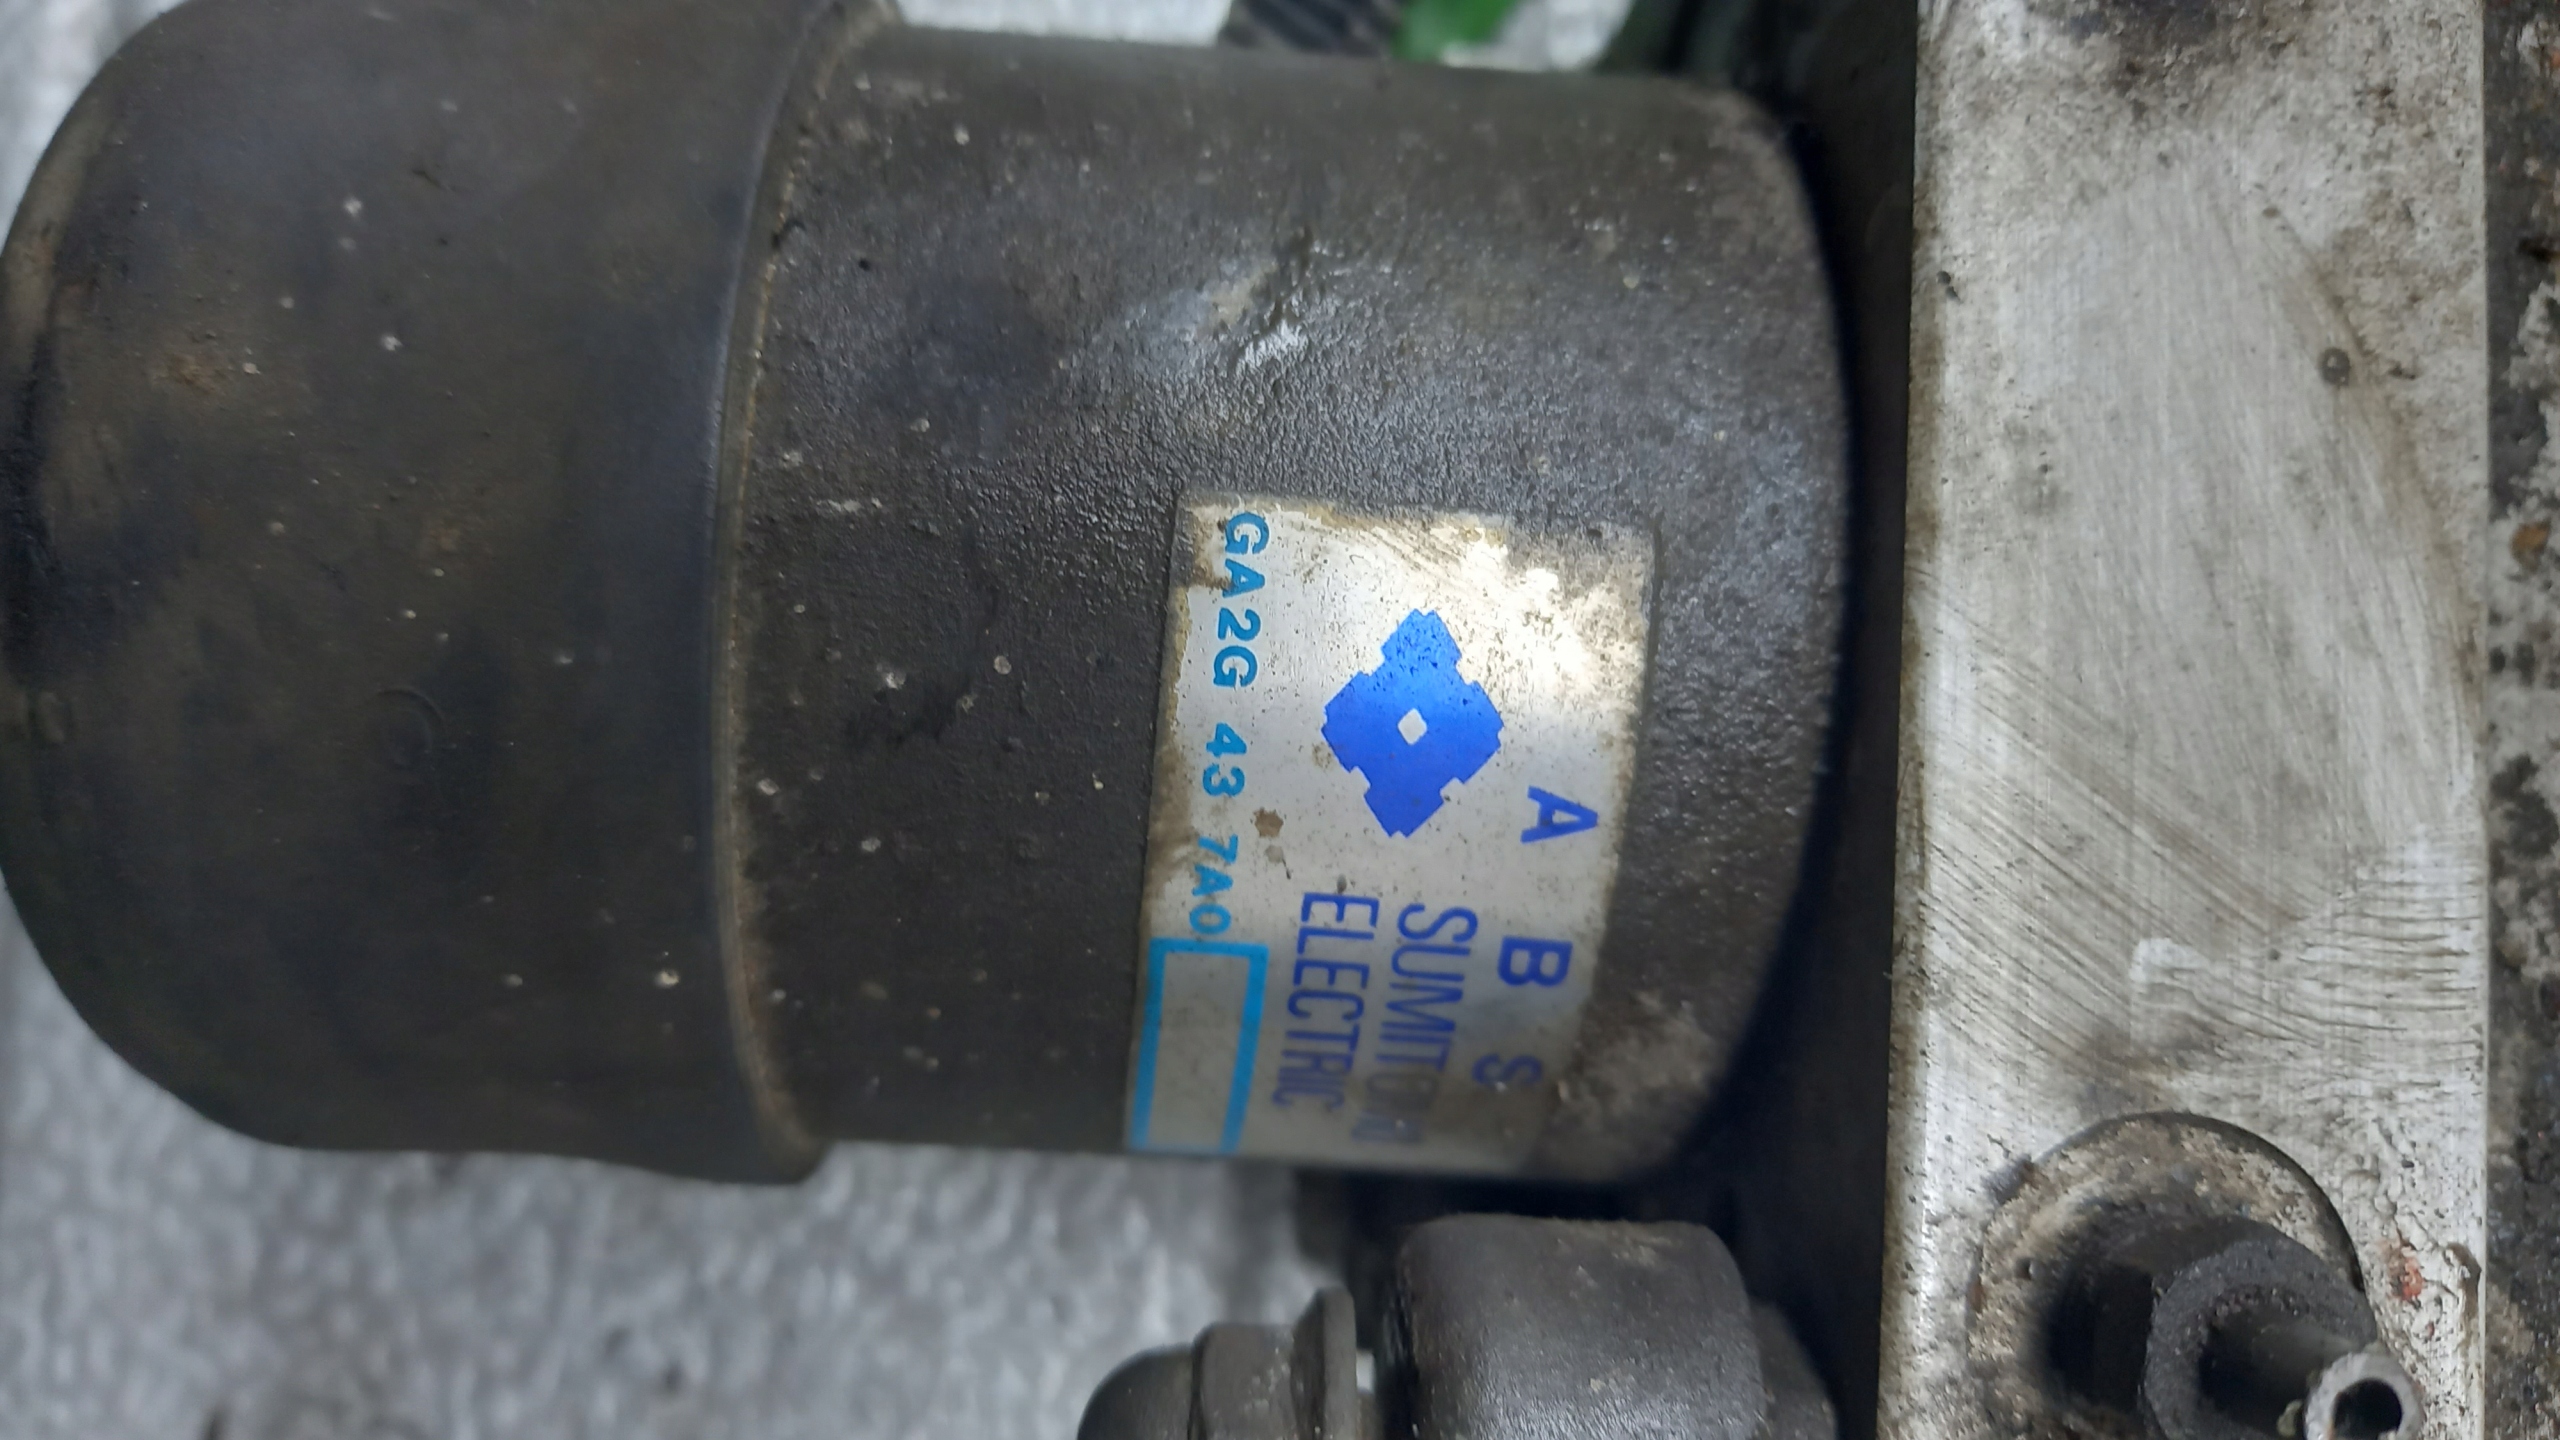 A B S
SUMITOMO
ELECTRIC
GA2G 43 7A0